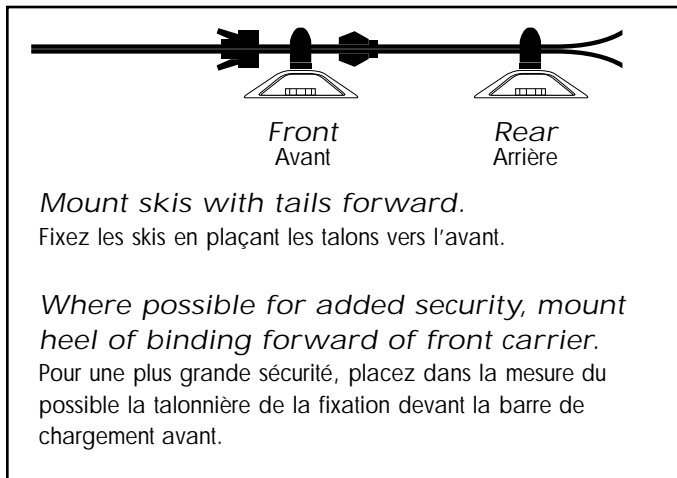 Front
Avant
Rear
Arrière
Mount skis with tails forward.
Fixez les skis en plaçant les talons vers l'avant.
Where possible for added security, mount
heel of binding forward of front carrier.
Pour une plus grande sécurité, placez dans la mesure du
possible la talonnière de la fixation devant la barre de
chargement avant.